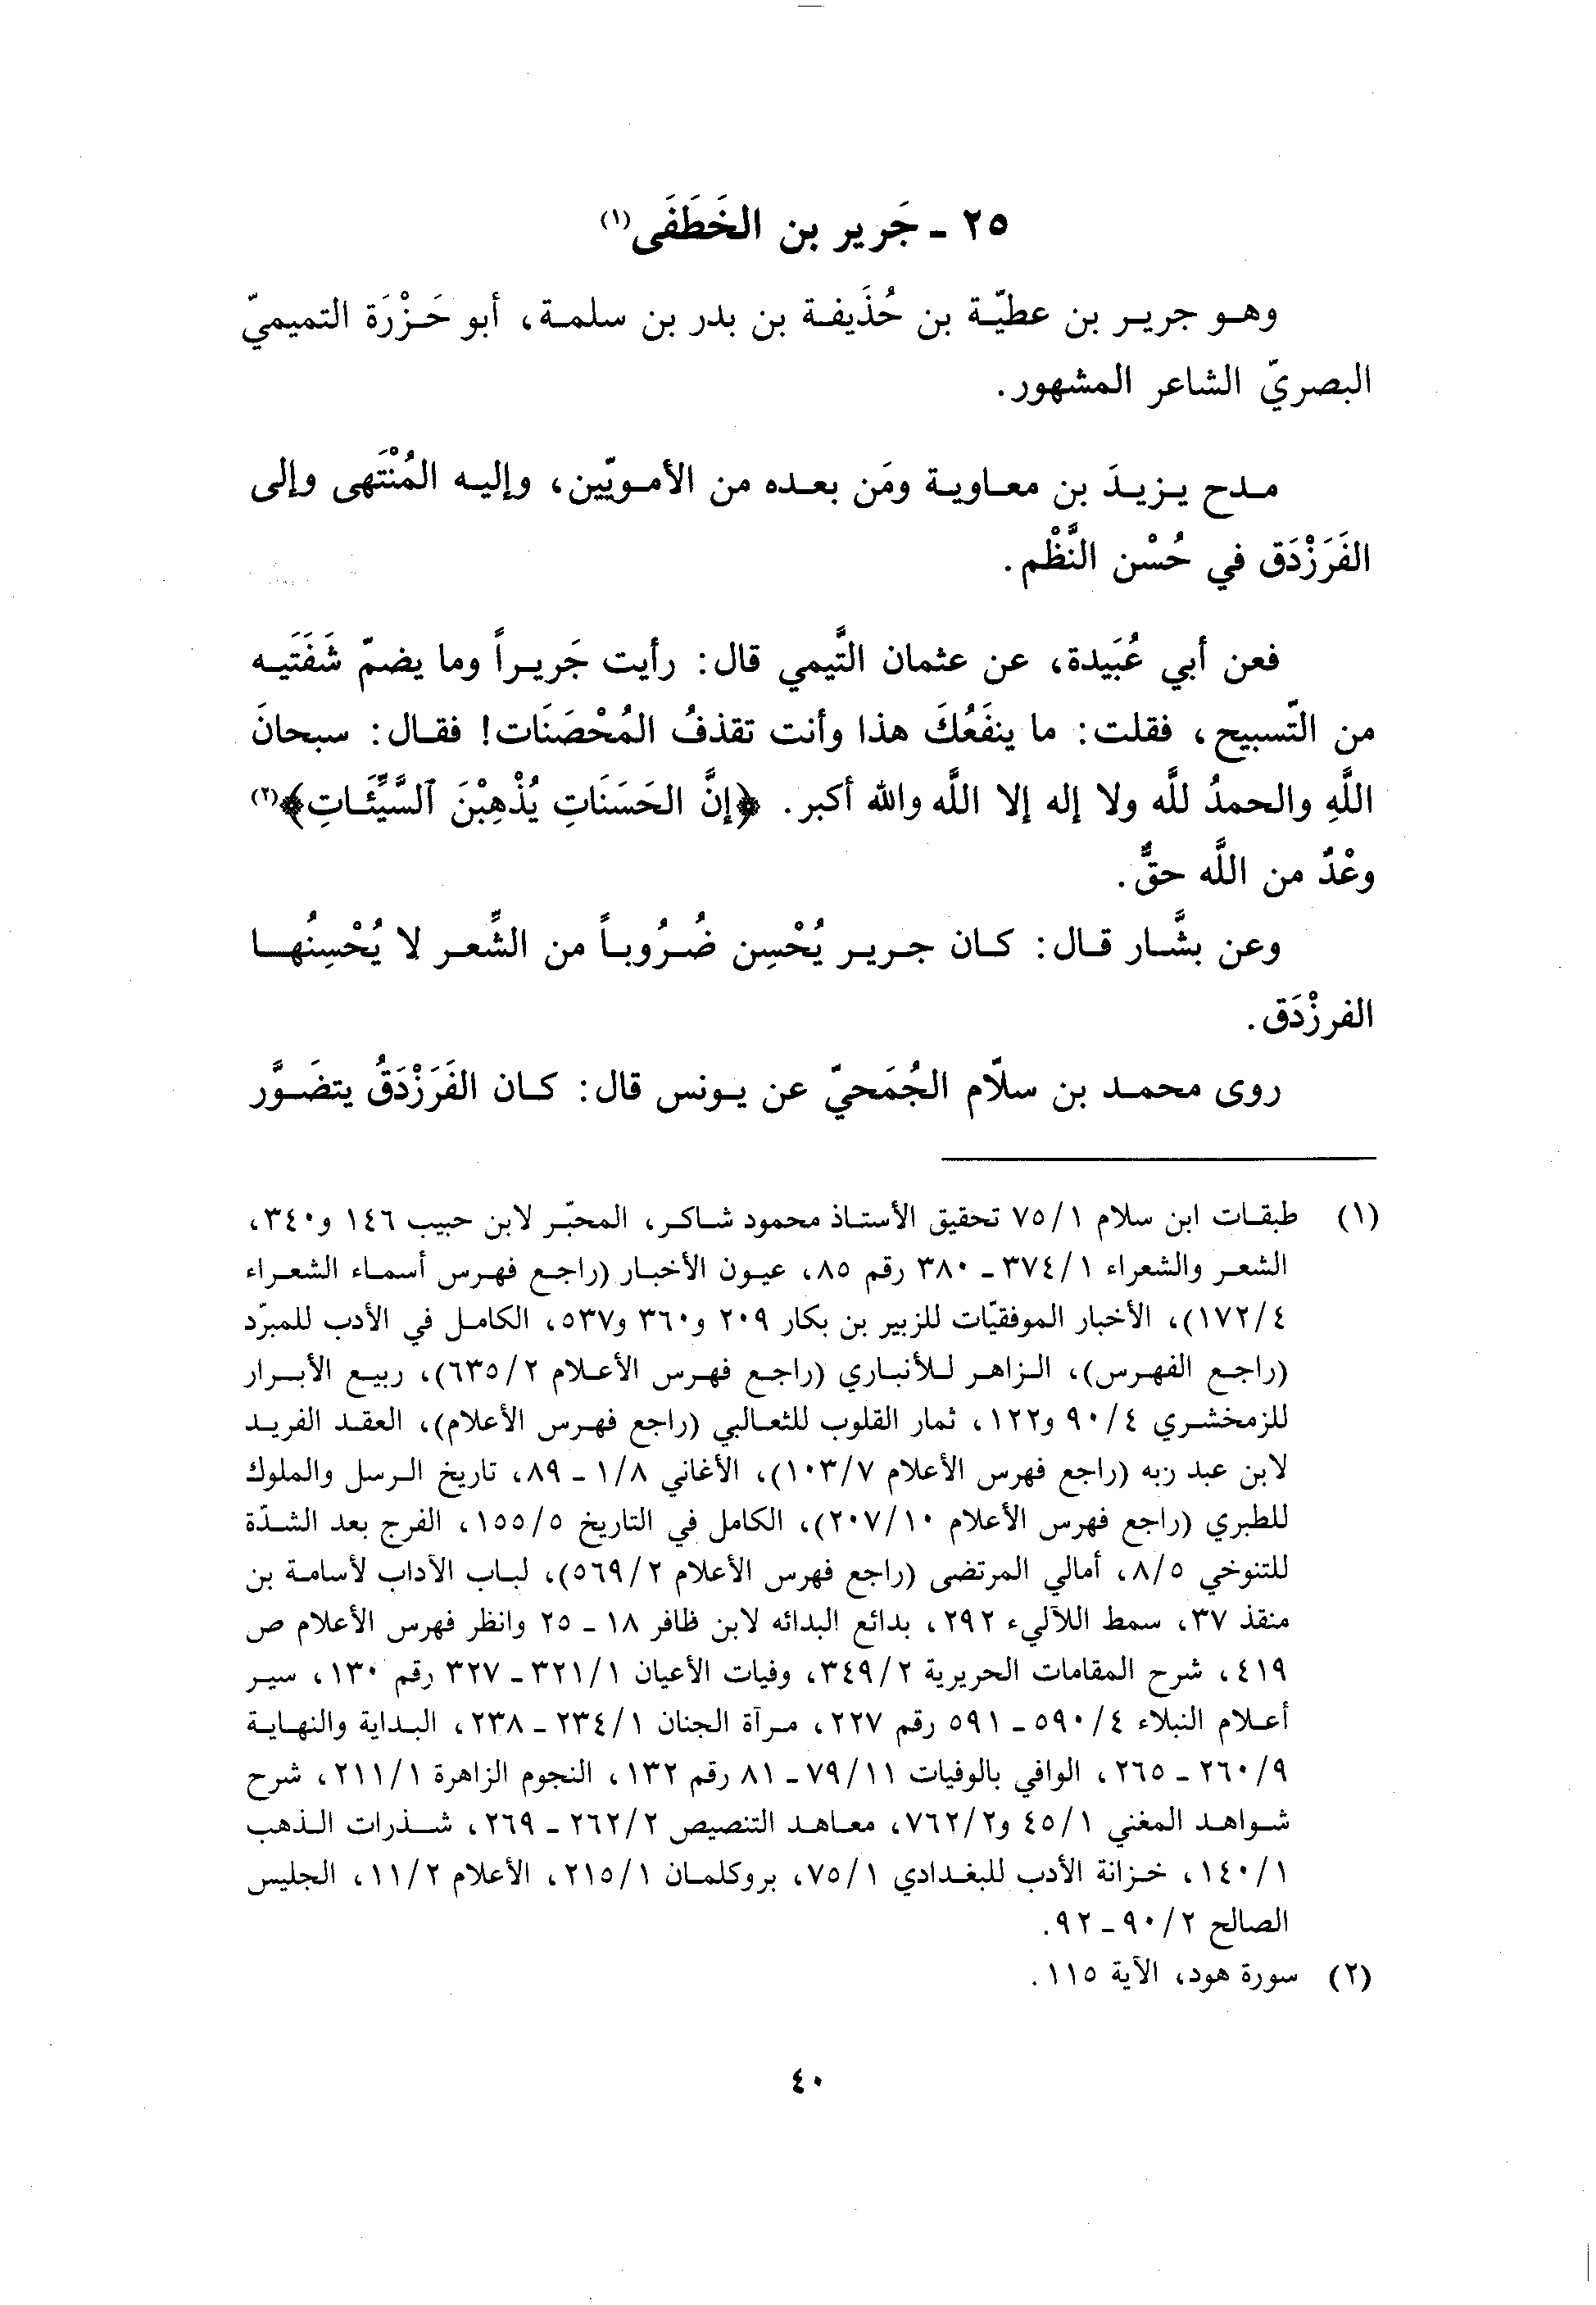 ٢٥ ـ جَرير بن الخَطَفَى(١)
وهو جرير بن عطيّة بن حُذَيفة بن بدر بن سلمة، أبو حَزْرَة التميميّ
البصريّ الشاعر المشهور.
مدح يزيدَ بن معاوية ومَن بعده من الأمويّين، وإليه المُنْتَهى وإلى
الفَرَزْدَق في حُسْن النَّظْم.
فعن أبي عُبَيدة، عن عثمان التَّيمي قال: رأيت جَريراً وما يضمّ شَفَتَيه
من التّسبيح، فقلت: ما ينفَعُكَ هذا وأنت تقذفُ المُحْصَنَات! فقال: سبحانَ
اللَّهِ والحمدُ للَّه ولا إله إلا اللَّه والله أكبر. ﴿إنَّ الحَسَنَاتِ يُذْهِبْنَ ٱلسَّيِّئَاتِ﴾(٢)
وعْدٌ من اللَّه حقٌّ.
وعن بشَّار قال: كان جرير يُحْسِن ضُرُوباً من الشِّعر لا يُحْسِنُها
الفرزْدَق.
روى محمد بن سلّام الجُمَحيّ عن يونس قال: كان الفَرَزْدَقُ يتضَوَّر
(١) طبقات ابن سلام ٧٥/١ تحقيق الأستاذ محمود شاكر، المحبّر لابن حبيب ١٤٦ و٣٤٠،
الشعر والشعراء ٣٧٤/١ ـ ٣٨٠ رقم ٨٥، عيون الأخبار (راجع فهرس أسماء الشعراء
١٧٢/٤)، الأخبار الموفقيّات للزبير بن بكار ٢٠٩ و٣٦٠ و٥٣٧، الكامل في الأدب للمبرّد
(راجع الفهرس)، الزاهر للأنباري (راجع فهرس الأعلام ٦٣٥/٢)، ربيع الأبرار
للزمخشري ٩٠/٤ و١٢٢، ثمار القلوب للثعالبي (راجع فهرس الأعلام)، العقد الفريد
لابن عبد ربه (راجع فهرس الأعلام ١٠٣/٧)، الأغاني ١/٨ ـ ٨٩، تاريخ الرسل والملوك
للطبري (راجع فهرس الأعلام ٢٠٧/١٠)، الكامل في التاريخ ١٥٥/٥، الفرج بعد الشدّة
للتنوخي ٨/٥، أمالي المرتضى (راجع فهرس الأعلام ٥٦٩/٢)، لباب الآداب لأسامة بن
منقذ ٣٧، سمط اللآليء ٢٩٢، بدائع البدائه لابن ظافر ١٨ ـ ٢٥ وانظر فهرس الأعلام ص
٤١٩، شرح المقامات الحريرية ٣٤٩/٢، وفيات الأعيان ٣٢١/١ ـ ٣٢٧ رقم ١٣٠، سير
أعلام النبلاء ٥٩٠/٤ ـ ٥٩١ رقم ٢٢٧، مرآة الجنان ٢٣٤/١ ـ ٢٣٨، البداية والنهاية
٢٦٠/٩ ـ ٢٦٥، الوافي بالوفيات ٧٩/١١ ـ ٨١ رقم ١٣٢، النجوم الزاهرة ٢١١/١، شرح
شواهد المغني ٤٥/١ و٧٦٢/٢، معاهد التنصيص ٢٦٢/٢ ـ ٢٦٩، شذرات الذهب
١٤٠/١، خزانة الأدب للبغدادي ٧٥/١، بروكلمان ٢١٥/١، الأعلام ١١/٢، الجليس
الصالح ٩٠/٢ ـ ٩٢.
(٢) سورة هود، الآية ١١٥.
٤٠